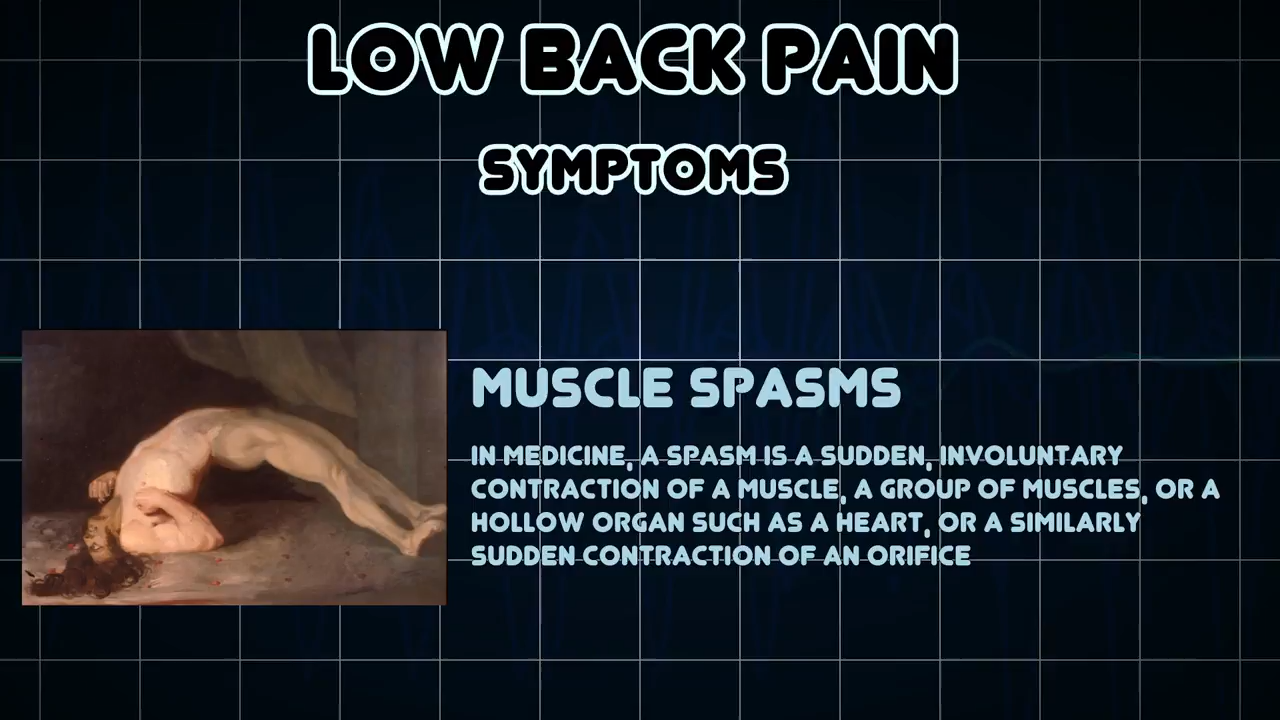 LOW BACK PAIN
SYMPTOMS
MUSCLE SPASMS
IN MEDICINE, A SPASM IS A SUDDEN, INVOLUNTARY
CONTRACTION OF A MUSCLE, A GROUP OF MUSCLES, OR A
HOLLOW ORGAN SUCH AS A HEART, OR A SIMILARLY
SUDDEN CONTRACTION OF AN ORIFICE